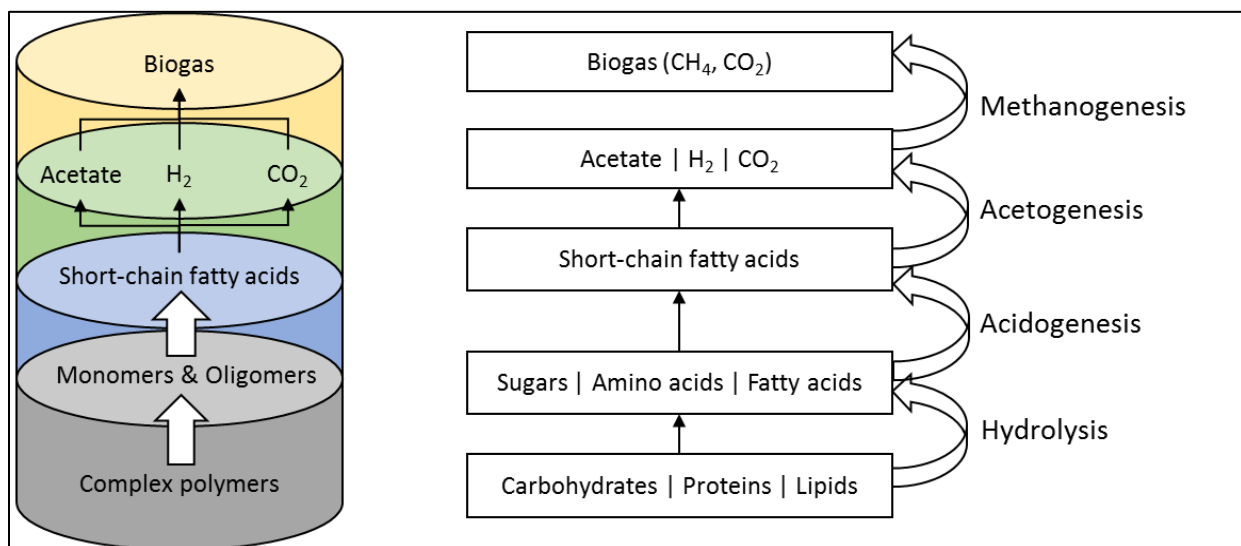 Biogas
Acetate
H₂
CO₂
Short-chain fatty acids
Monomers & Oligomers
Complex polymers
Biogas (CH₄, CO₂)
Acetate | H₂ | CO₂
Short-chain fatty acids
Sugars | Amino acids | Fatty acids
Carbohydrates | Proteins | Lipids
Methanogenesis
Acetogenesis
Acidogenesis
Hydrolysis